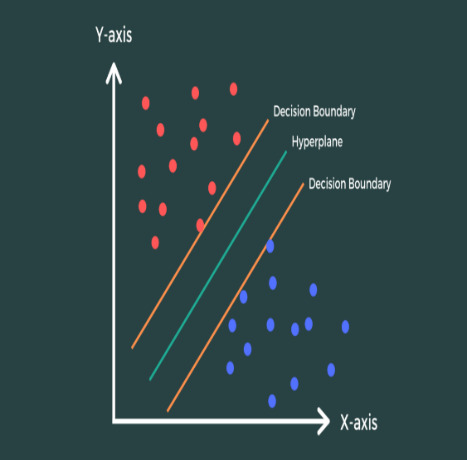 Y-axis
Decision Boundary
Hyperplane
Decision Boundary
X-axis